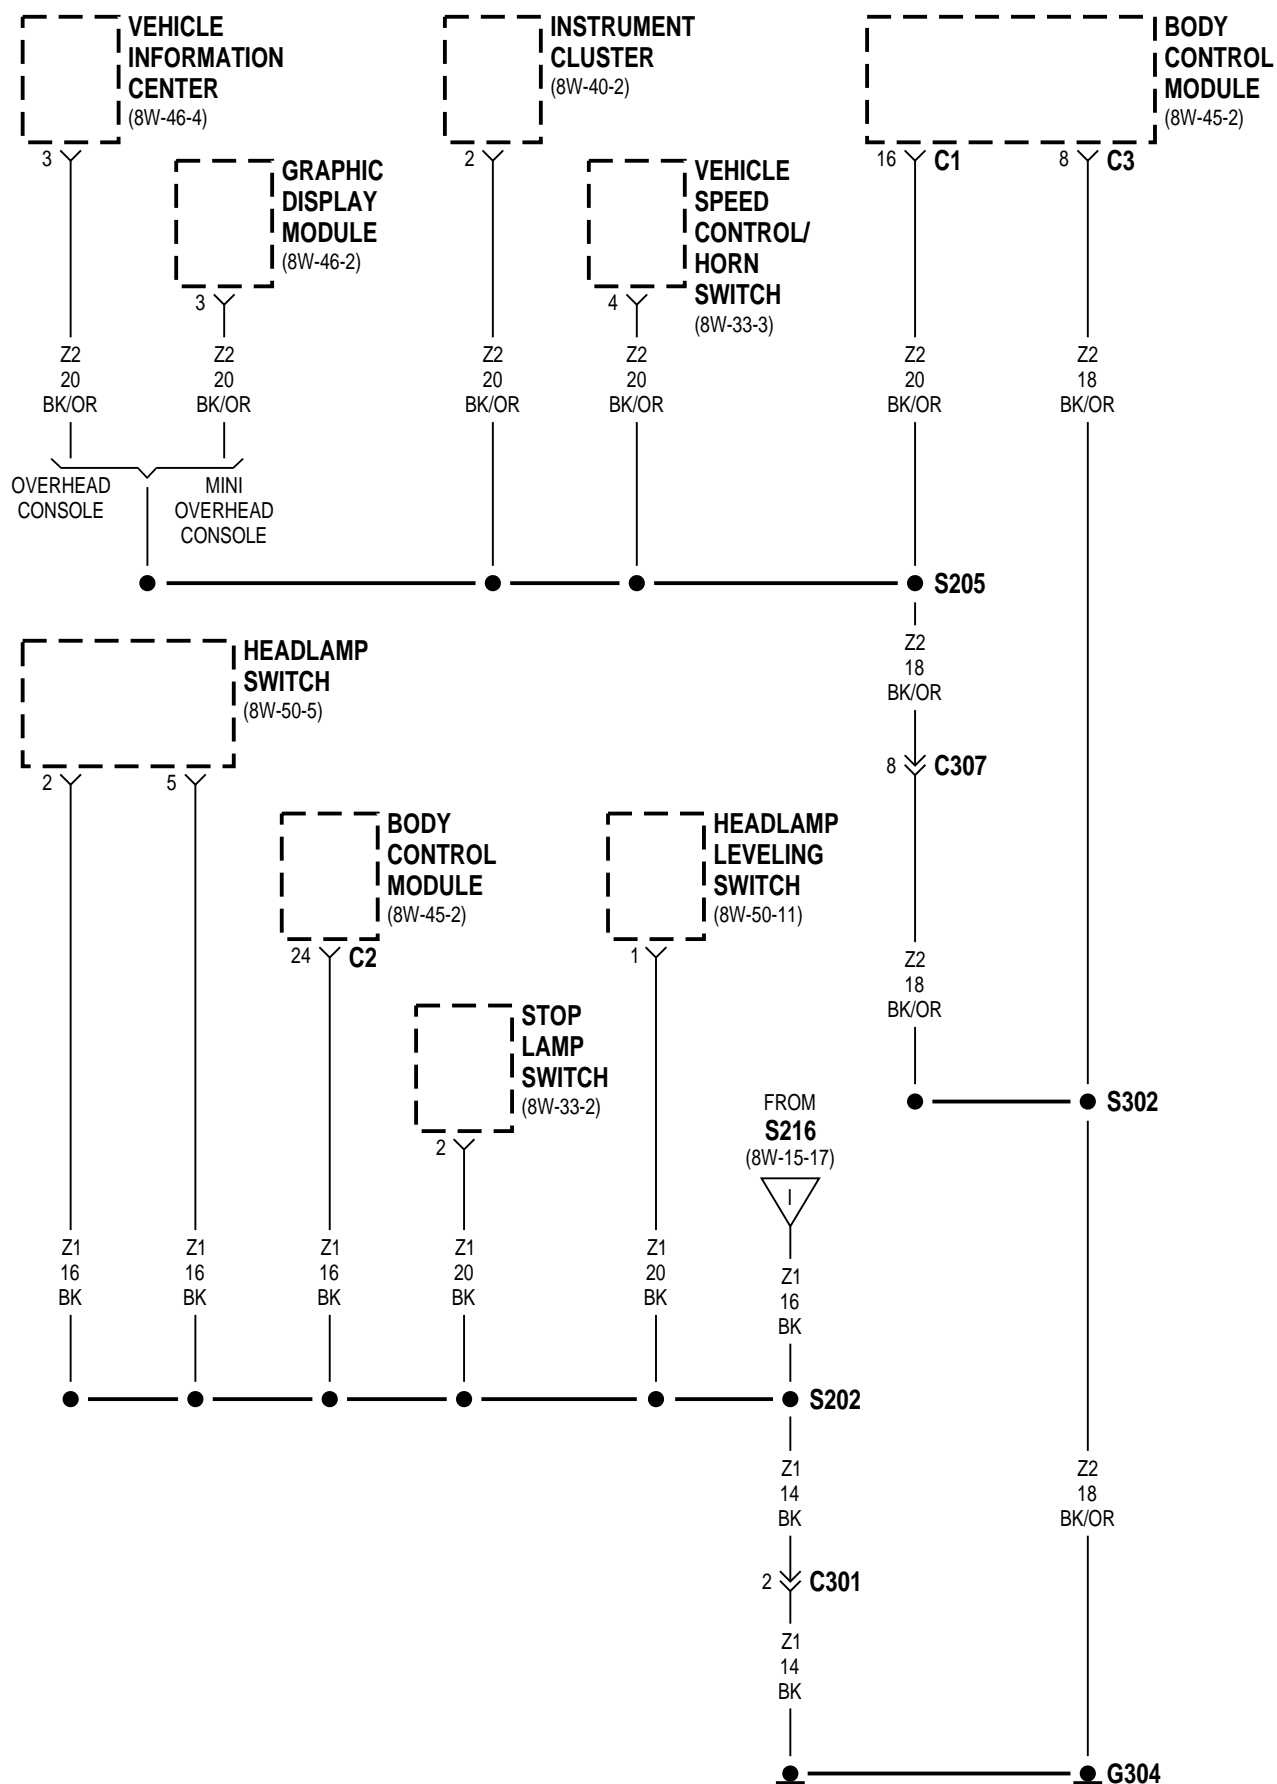 VEHICLE
INFORMATION
CENTER
(8W-46-4)
3
INSTRUMENT
CLUSTER
(8W-40-2)
2
BODY
CONTROL
MODULE
(8W-45-2)
16
C1
8
C3
GRAPHIC
DISPLAY
MODULE
(8W-46-2)
3
VEHICLE
SPEED
CONTROL/
HORN
SWITCH
(8W-33-3)
4
Z2
20
BK/OR
Z2
20
BK/OR
Z2
20
BK/OR
Z2
20
BK/OR
Z2
20
BK/OR
Z2
18
BK/OR
OVERHEAD
CONSOLE
MINI
OVERHEAD
CONSOLE
S205
Z2
18
BK/OR
8
C307
Z2
18
BK/OR
S302
HEADLAMP
SWITCH
(8W-50-5)
2
5
BODY
CONTROL
MODULE
(8W-45-2)
24
C2
STOP
LAMP
SWITCH
(8W-33-2)
2
HEADLAMP
LEVELING
SWITCH
(8W-50-11)
1
FROM
S216
(8W-15-17)
I
Z1
16
BK
Z1
16
BK
Z1
16
BK
Z1
20
BK
Z1
20
BK
Z1
16
BK
S202
Z1
14
BK
2
C301
Z1
14
BK
Z2
18
BK/OR
G304